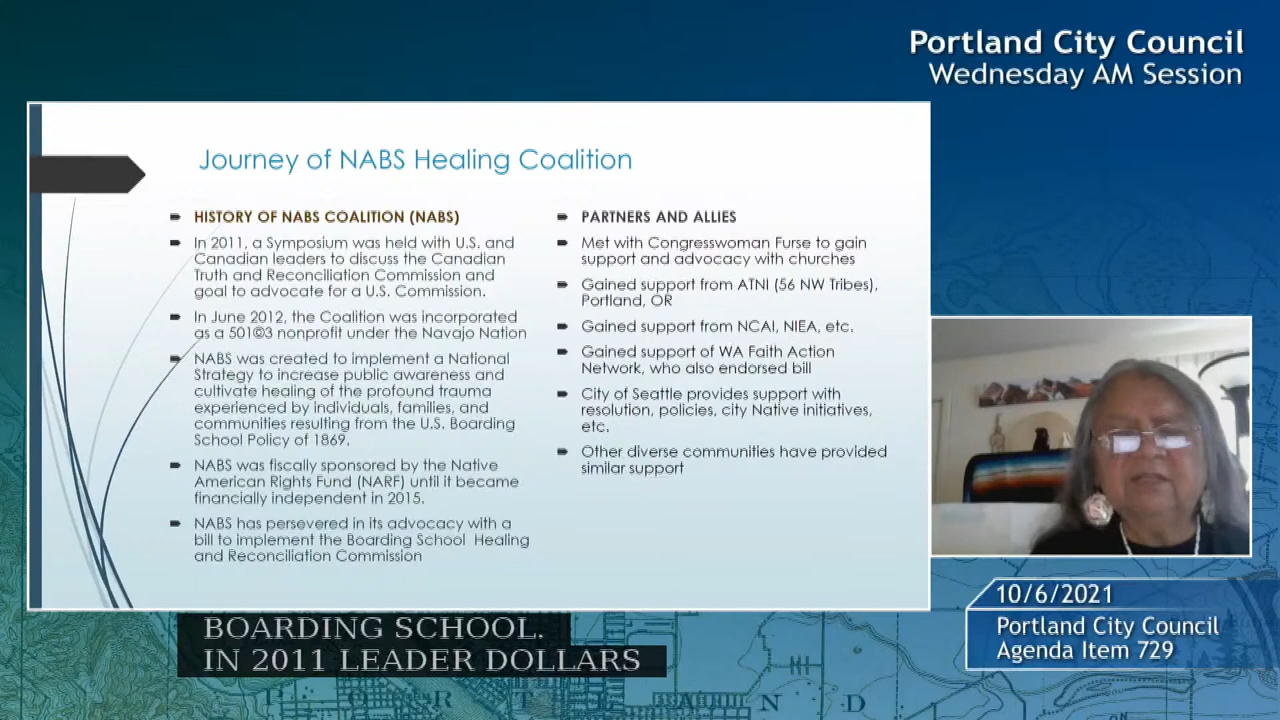 Portland City Council
Wednesday AM Session
Journey of NABS Healing Coalition
HISTORY OF NABS COALITION (NABS)
In 2011, a Symposium was held with U.S. and
Canadian leaders to discuss the Canadian
Truth and Reconciliation Commission and
goal to advocate for a U.S. Commission.
In June 2012, the Coalition was incorporated
as a 501©3 nonprofit under the Navajo Nation
NABS was created to implement a National
Strategy to increase public awareness and
cultivate healing of the profound trauma
experienced by individuals, families, and
communities resulting from the U.S. Boarding
School Policy of 1869.
NABS was fiscally sponsored by the Native
American Rights Fund (NARF) until it became
financially independent in 2015.
NABS has persevered in its advocacy with a
bill to implement the Boarding School Healing
and Reconciliation Commission
PARTNERS AND ALLIES
Met with Congresswoman Furse to gain
support and advocacy with churches
Gained support from ATNI (56 NW Tribes),
Portland, OR
Gained support from NCAI, NIEA, etc.
Gained support of WA Faith Action
Network, who also endorsed bill
City of Seattle provides support with
resolution, policies, city Native initiatives,
etc.
Other diverse communities have provided
similar support
10/6/2021
Portland City Council
Agenda Item 729
BOARDING SCHOOL.
IN 2011 LEADER DOLLARS